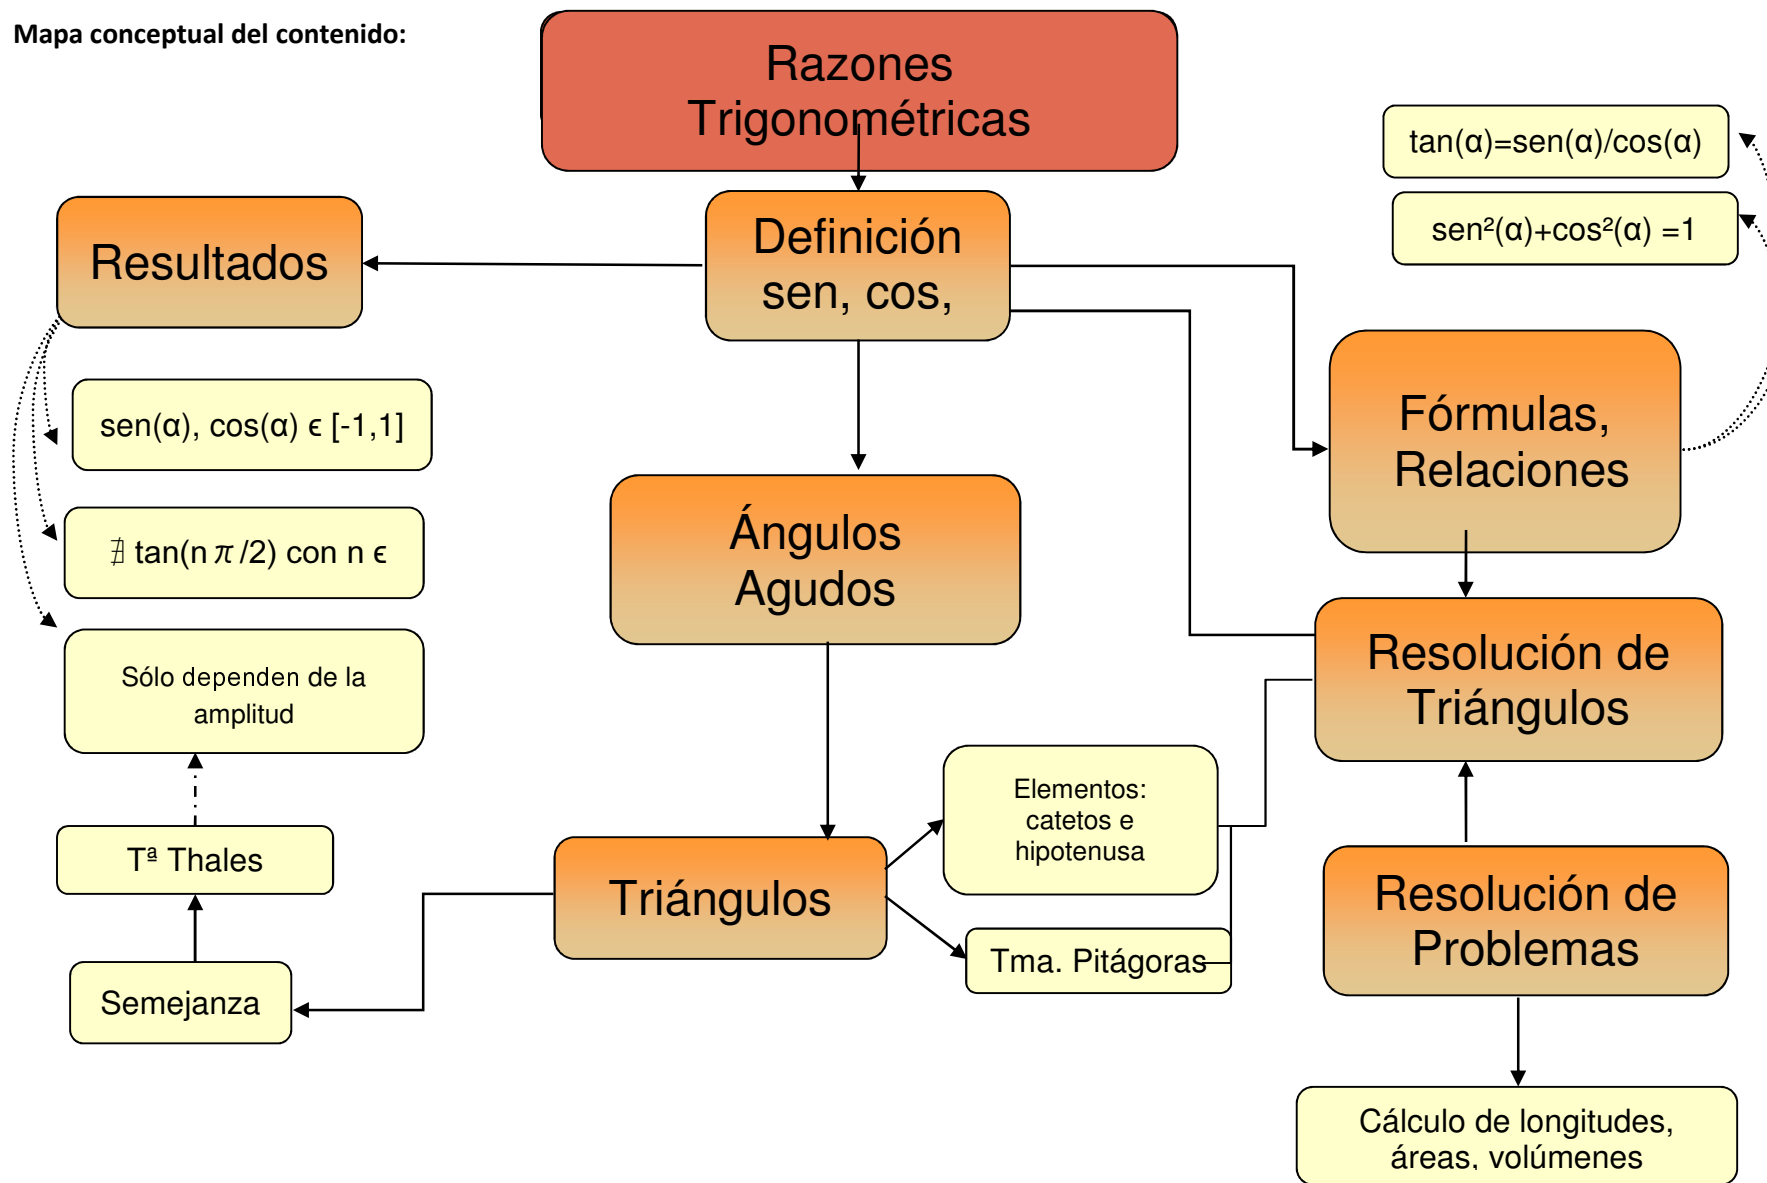 Mapa conceptual del contenido:
Razones
Trigonométricas
tan(α)=sen(α)/cos(α)
sen²(α)+cos²(α) =1
Definición
sen, cos,
Resultados
Fórmulas,
Relaciones
sen(α), cos(α) ϵ [-1,1]
∄ tan(n π /2) con n ϵ
Ángulos
Agudos
Sólo dependen de la
amplitud
Resolución de
Triángulos
Elementos:
catetos e
hipotenusa
Tª Thales
Triángulos
Resolución de
Problemas
Tma. Pitágoras
Semejanza
Cálculo de longitudes,
áreas, volúmenes